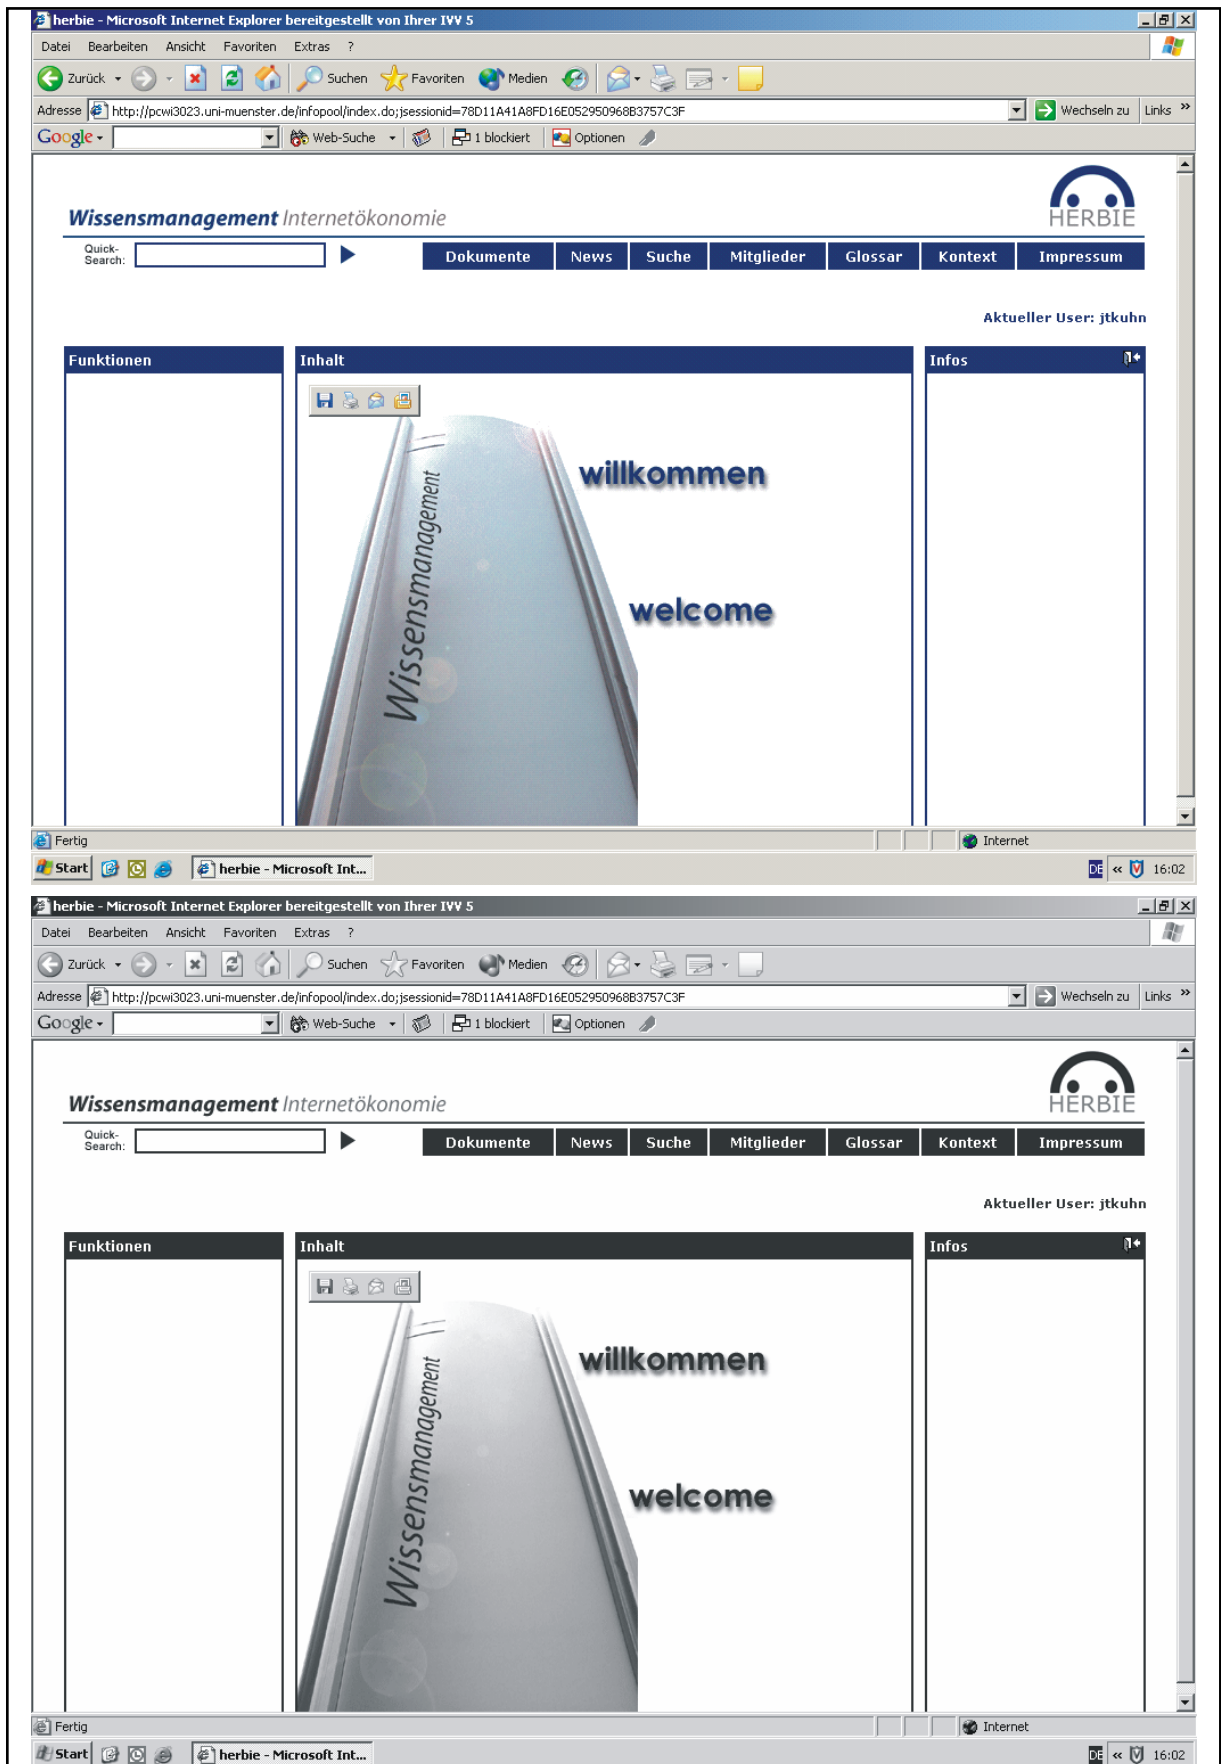 herbie - Microsoft Internet Explorer bereitgestellt von Ihrer IVV 5
Datei Bearbeiten Ansicht Favoriten Extras ?
Zurück Suchen Favoriten Medien
Adresse http://pcwi3023.uni-muenster.de/infopool/index.do;jsessionid=78D11A41A8FD16E052950968B3757C3F Wechseln zu Links »
Google Web-Suche 1 blockiert Optionen
HERBIE
Wissensmanagement Internetökonomie
Quick-
Search:
Dokumente News Suche Mitglieder Glossar Kontext Impressum
Aktueller User: jtkuhn
Funktionen Inhalt Infos
willkommen
Wissensmanagement
welcome
Fertig Internet
Start herbie - Microsoft Int... DE « 16:02
herbie - Microsoft Internet Explorer bereitgestellt von Ihrer IVV 5
Datei Bearbeiten Ansicht Favoriten Extras ?
Zurück Suchen Favoriten Medien
Adresse http://pcwi3023.uni-muenster.de/infopool/index.do;jsessionid=78D11A41A8FD16E052950968B3757C3F Wechseln zu Links »
Google Web-Suche 1 blockiert Optionen
HERBIE
Wissensmanagement Internetökonomie
Quick-
Search:
Dokumente News Suche Mitglieder Glossar Kontext Impressum
Aktueller User: jtkuhn
Funktionen Inhalt Infos
willkommen
Wissensmanagement
welcome
Fertig Internet
Start herbie - Microsoft Int... DE « 16:02